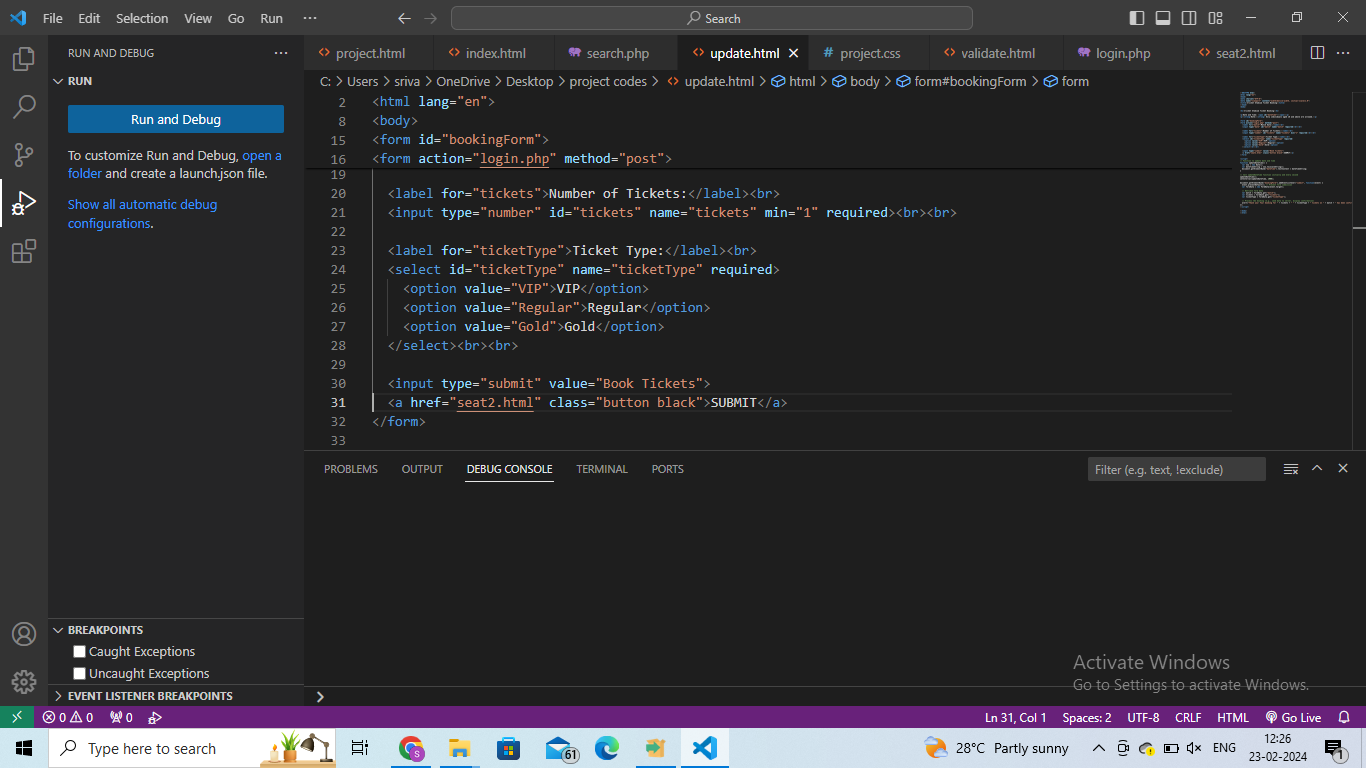 File Edit Selection View Go Run ··· Search
RUN AND DEBUG ···
project.html index.html search.php update.html project.css validate.html login.php seat2.html ···
RUN
Run and Debug
To customize Run and Debug, open a
folder and create a launch.json file.
Show all automatic debug
configurations.
C: > Users > sriva > OneDrive > Desktop > project codes > update.html > html > body > form#bookingForm > form
2 <html lang="en">
8 <body>
15 <form id="bookingForm">
16 <form action="login.php" method="post">
19
20 <label for="tickets">Number of Tickets:</label><br>
21 <input type="number" id="tickets" name="tickets" min="1" required><br><br>
22
23 <label for="ticketType">Ticket Type:</label><br>
24 <select id="ticketType" name="ticketType" required>
25 <option value="VIP">VIP</option>
26 <option value="Regular">Regular</option>
27 <option value="Gold">Gold</option>
28 </select><br><br>
29
30 <input type="submit" value="Book Tickets">
31 <a href="seat2.html" class="button black">SUBMIT</a>
32 </form>
33
PROBLEMS OUTPUT DEBUG CONSOLE TERMINAL PORTS Filter (e.g. text, !exclude)
BREAKPOINTS
Caught Exceptions
Uncaught Exceptions
EVENT LISTENER BREAKPOINTS
Activate Windows
Go to Settings to activate Windows.
0 0 0 Ln 31, Col 1 Spaces: 2 UTF-8 CRLF HTML Go Live
Type here to search S 61 28°C Partly sunny ENG 12:26 1
23-02-2024